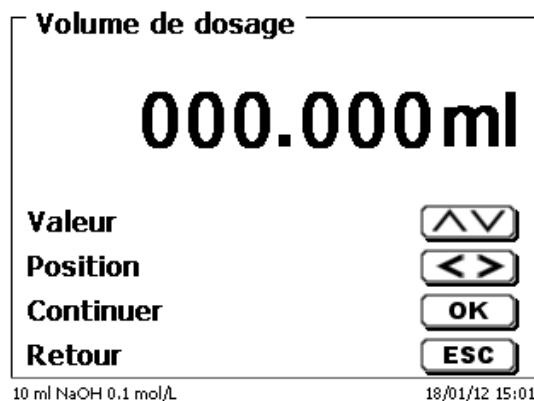 Volume de dosage
000.000ml
Valeur
Position
Continuer OK
Retour ESC
10 ml NaOH 0.1 mol/L 18/01/12 15:01